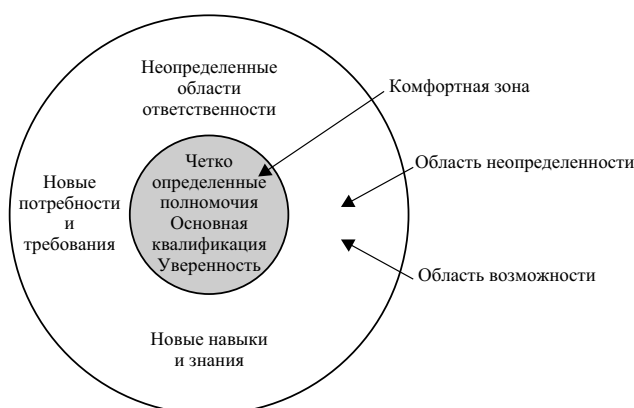 Неопределенные
области
ответственности
Комфортная зона
Область неопределенности
Четко
определенные
полномочия
Основная
квалификация
Уверенность
Новые
потребности
и
требования
Область возможности
Новые навыки
и знания